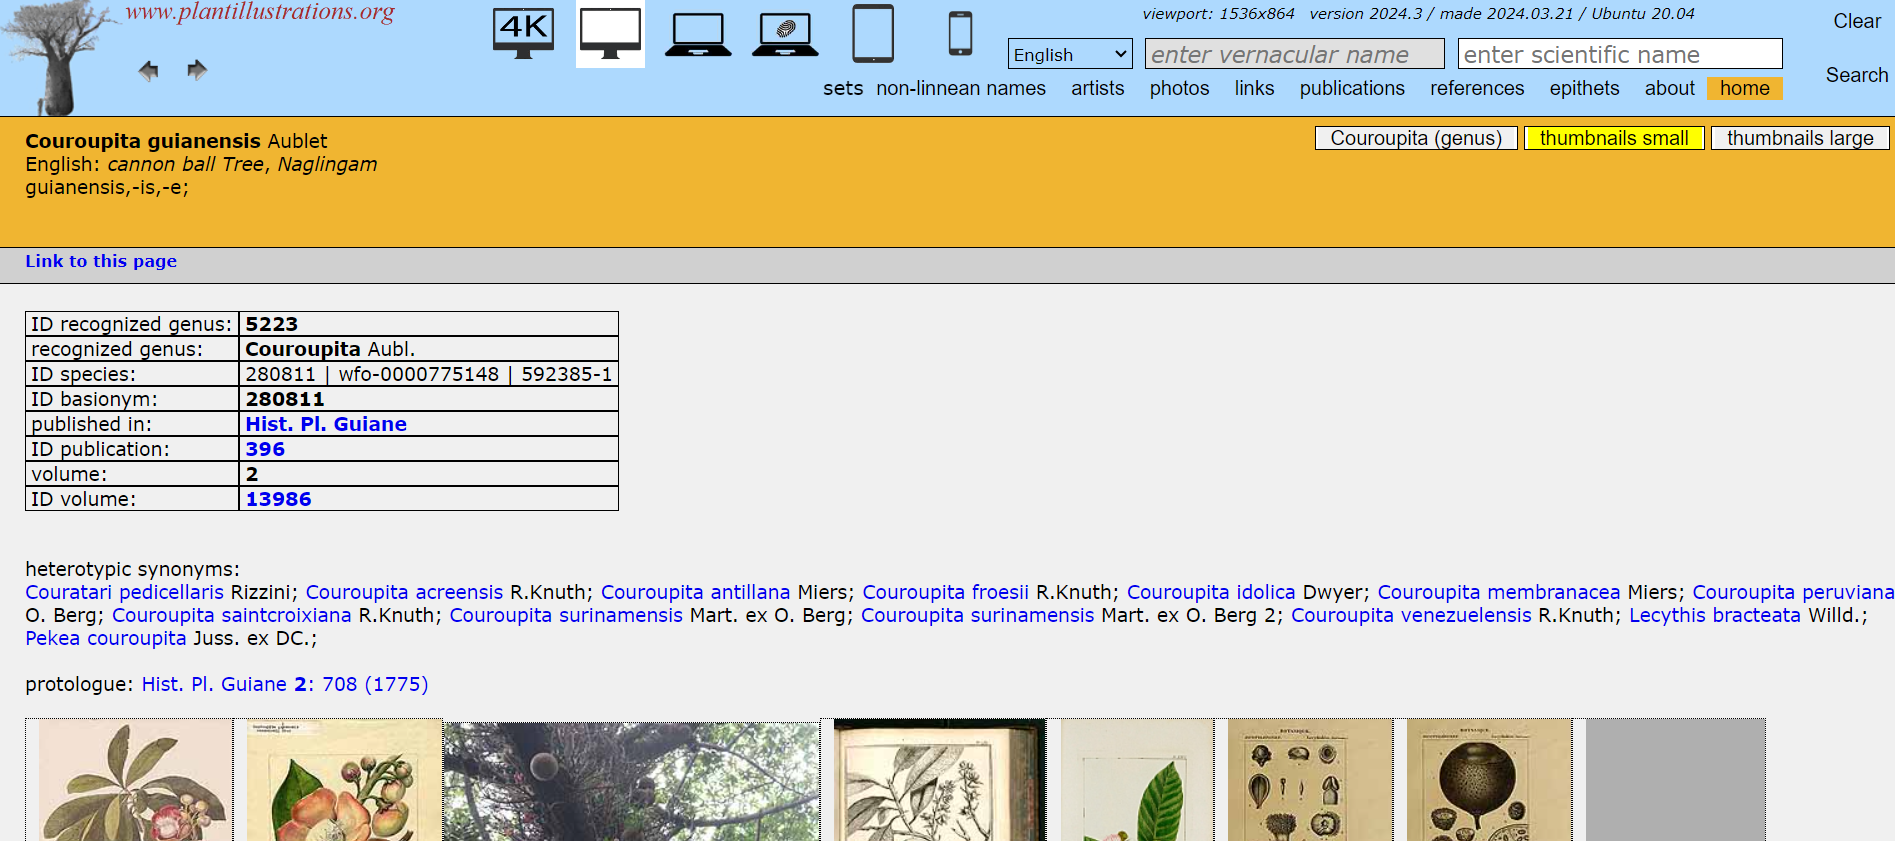 www.plantillustrations.org
4K
viewport: 1536x864 version 2024.3 / made 2024.03.21 / Ubuntu 20.04
Clear
English
enter vernacular name
enter scientific name
Search
sets non-linnean names artists photos links publications references epithets about home
Couroupita guianensis Aublet
Couroupita (genus) thumbnails small thumbnails large
English: cannon ball Tree, Naglingam
guianensis,-is,-e;
Link to this page
ID recognized genus: 5223
recognized genus: Couroupita Aubl.
ID species: 280811 | wfo-0000775148 | 592385-1
ID basionym: 280811
published in: Hist. Pl. Guiane
ID publication: 396
volume: 2
ID volume: 13986
heterotypic synonyms:
Couratari pedicellaris Rizzini; Couroupita acreensis R.Knuth; Couroupita antillana Miers; Couroupita froesii R.Knuth; Couroupita idolica Dwyer; Couroupita membranacea Miers; Couroupita peruviana
O. Berg; Couroupita saintcroixiana R.Knuth; Couroupita surinamensis Mart. ex O. Berg; Couroupita surinamensis Mart. ex O. Berg 2; Couroupita venezuelensis R.Knuth; Lecythis bracteata Willd.;
Pekea couroupita Juss. ex DC.;
protologue: Hist. Pl. Guiane 2: 708 (1775)
BOTANIQUE.
BOTANIQUE.